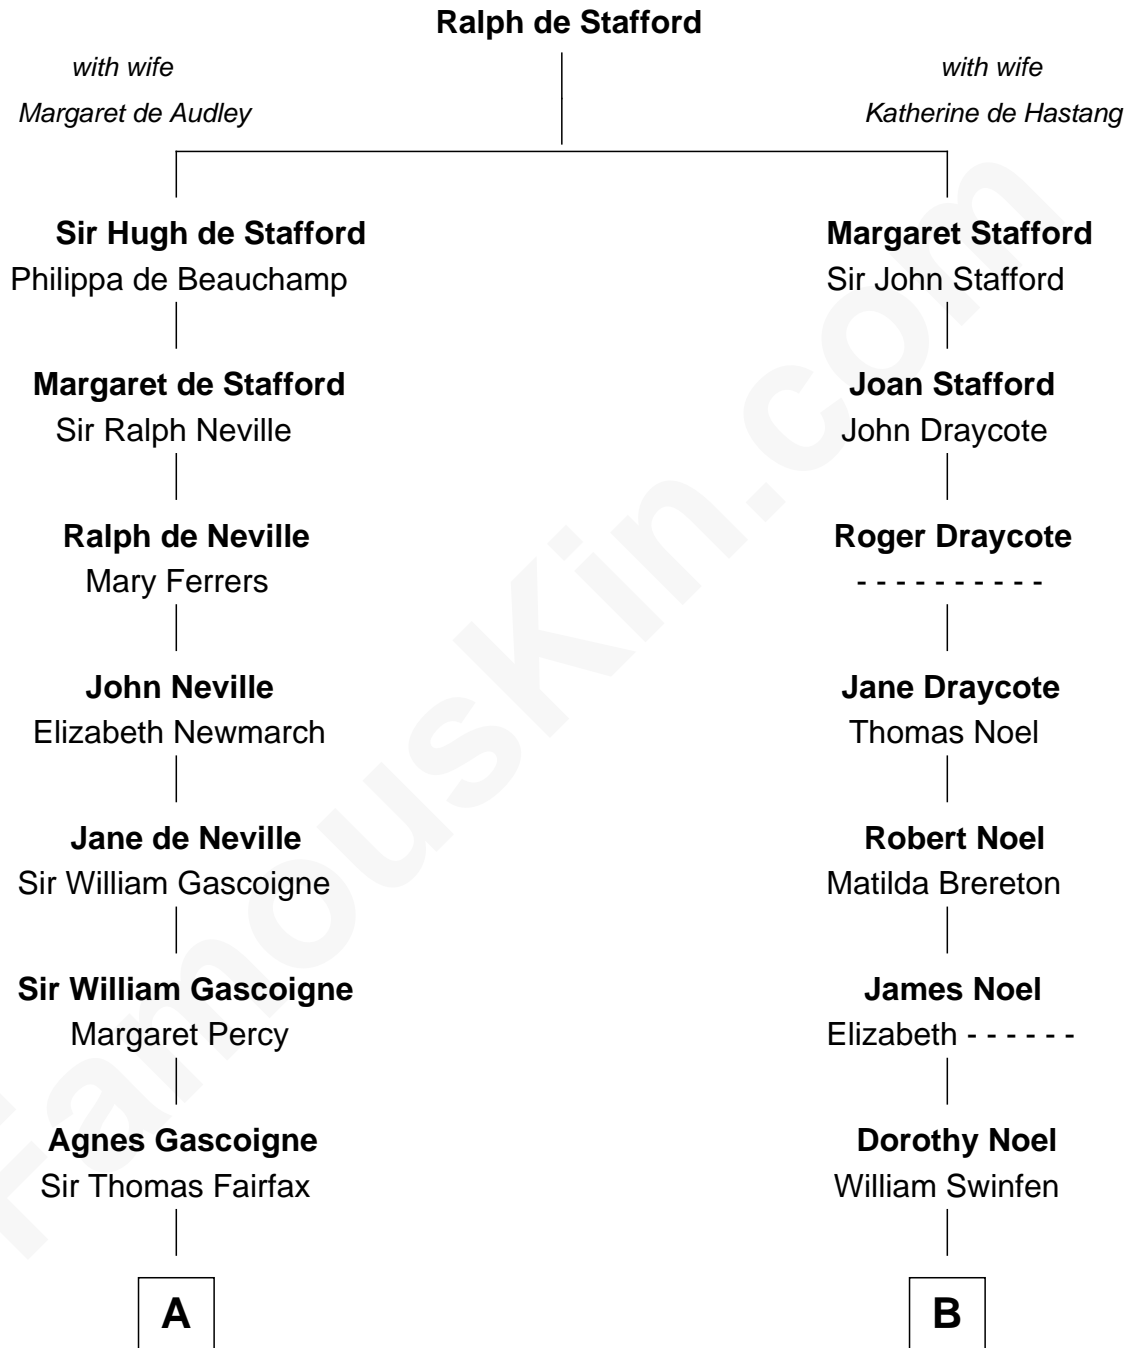 Ralph de Stafford
with wife
Margaret de Audley
with wife
Katherine de Hastang
Sir Hugh de Stafford
Philippa de Beauchamp
Margaret Stafford
Sir John Stafford
Margaret de Stafford
Sir Ralph Neville
Joan Stafford
John Draycote
Ralph de Neville
Mary Ferrers
Roger Draycote
- - - - - - - - - -
John Neville
Elizabeth Newmarch
Jane Draycote
Thomas Noel
Jane de Neville
Sir William Gascoigne
Robert Noel
Matilda Brereton
Sir William Gascoigne
Margaret Percy
James Noel
Elizabeth - - - - - -
Agnes Gascoigne
Sir Thomas Fairfax
Dorothy Noel
William Swinfen
A
B
FamousKin.com